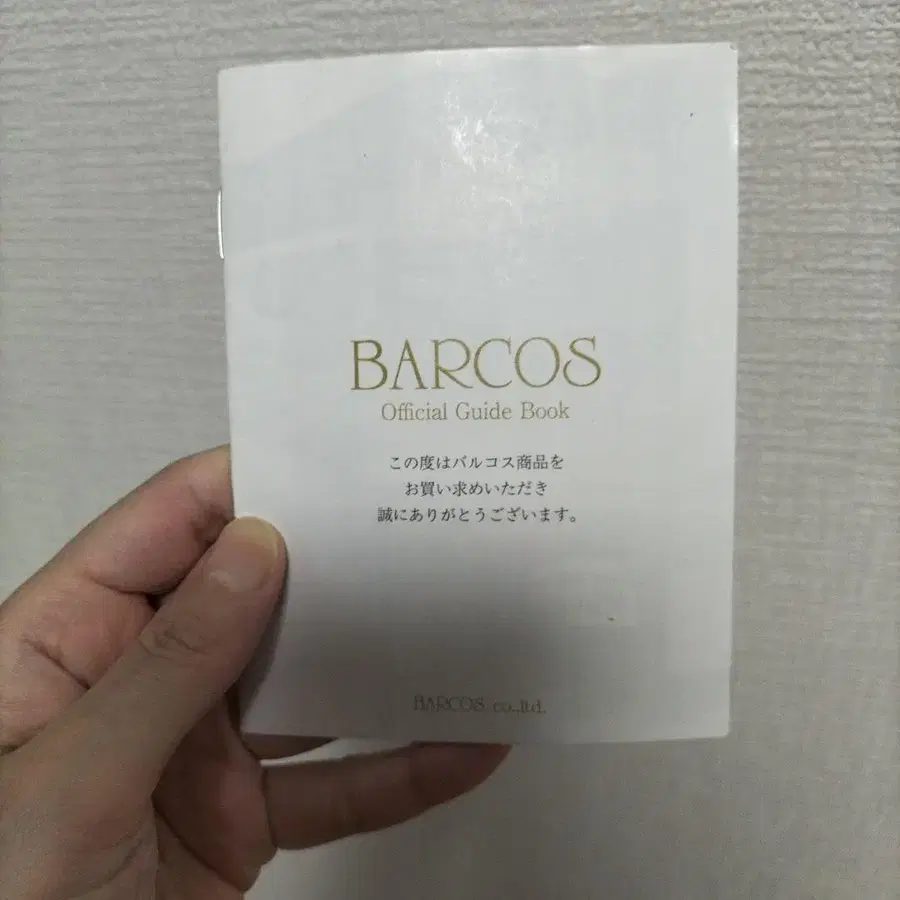 BARCOS
Official Guide Book
この度はバルコス商品を
お買い求めいただき
誠にありがとうございます。
BARCOS co.,ltd.